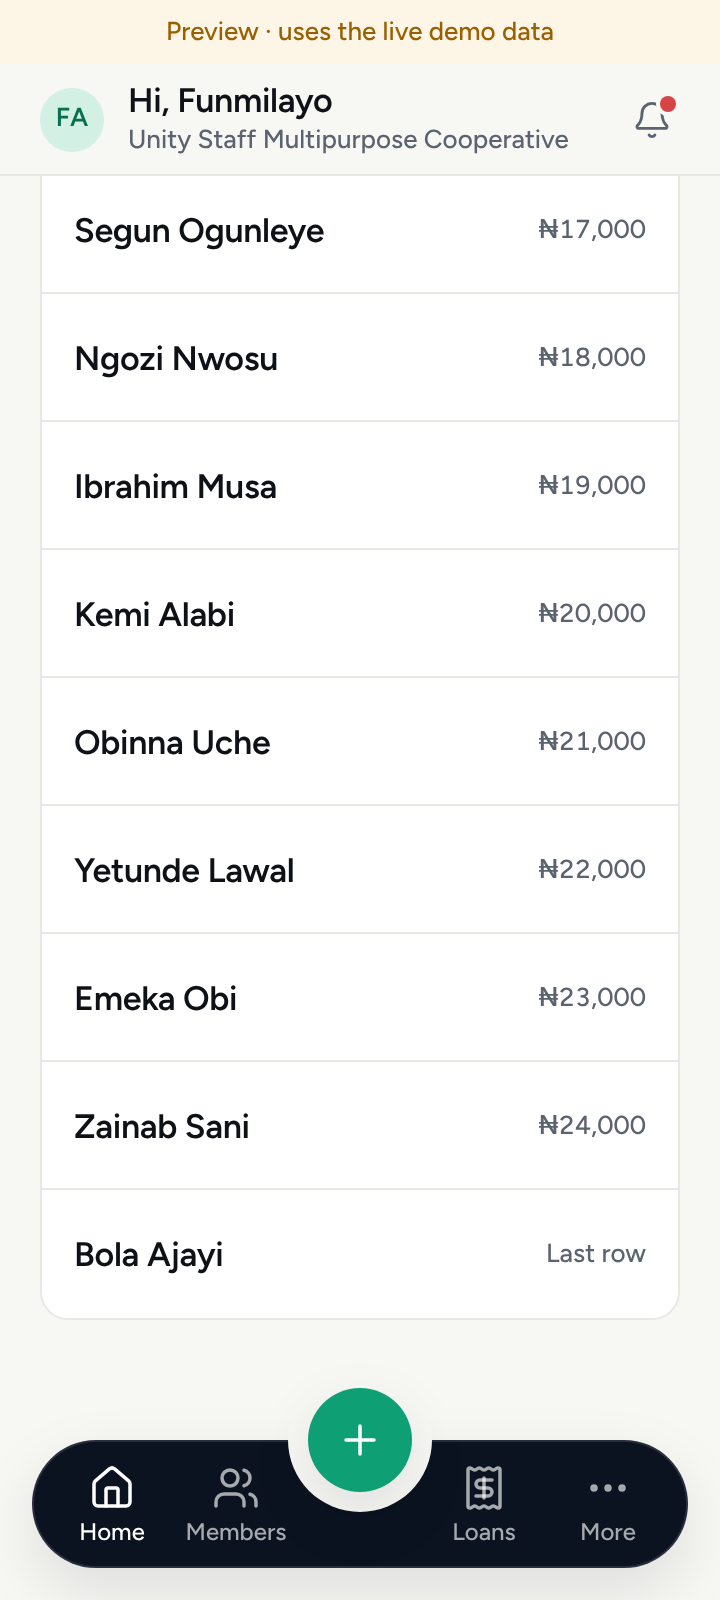 Preview · uses the live demo data
FA
Hi, Funmilayo
Unity Staff Multipurpose Cooperative
Segun Ogunleye ₦17,000
Ngozi Nwosu ₦18,000
Ibrahim Musa ₦19,000
Kemi Alabi ₦20,000
Obinna Uche ₦21,000
Yetunde Lawal ₦22,000
Emeka Obi ₦23,000
Zainab Sani ₦24,000
Bola Ajayi Last row
Home Members Loans More